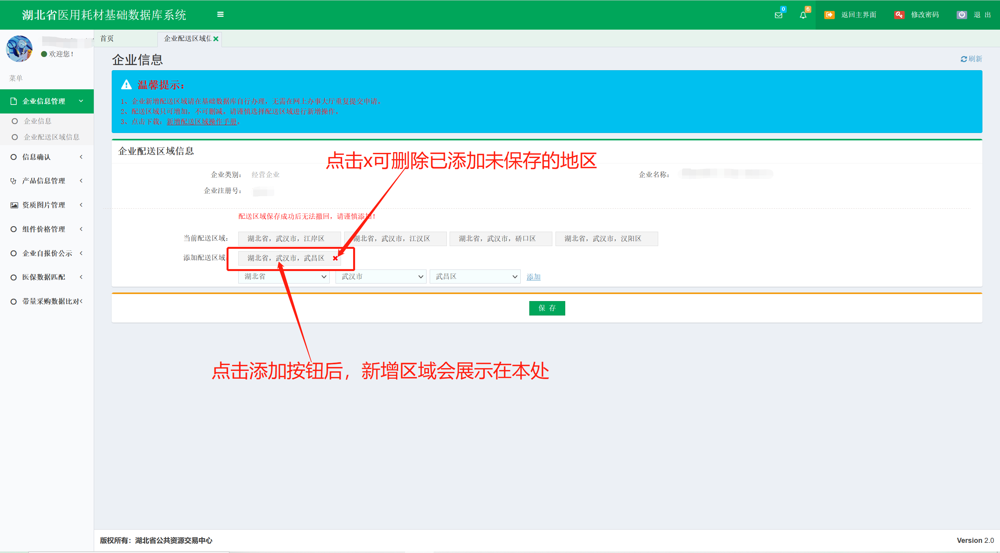 湖北省医用耗材基础数据库系统
0
6
返回主界面
修改密码
退 出
欢迎您！
首页
企业配送区域信
菜单
企业信息
刷新
温馨提示：
1、企业新增配送区域请在基础数据库自行办理，无需在网上办事大厅重复提交申请。
2、配送区域只可增加，不可删减。请谨慎选择配送区域进行新增操作。
3、点击下载：新增配送区域操作手册。
企业信息管理
企业信息
企业配送区域信息
信息确认
产品信息管理
资质图片管理
组件价格管理
企业自报价公示
医保数据匹配
带量采购数据比对
企业配送区域信息
点击x可删除已添加未保存的地区
企业类别： 经营企业
企业名称：
企业注册号：
配送区域保存成功后无法撤回，请谨慎添加！
当前配送区域： 湖北省，武汉市，江岸区 湖北省，武汉市，江汉区 湖北省，武汉市，硚口区 湖北省，武汉市，汉阳区
添加配送区域： 湖北省，武汉市，武昌区
湖北省 武汉市 武昌区 添加
保 存
点击添加按钮后，新增区域会展示在本处
版权所有：湖北省公共资源交易中心
Version 2.0